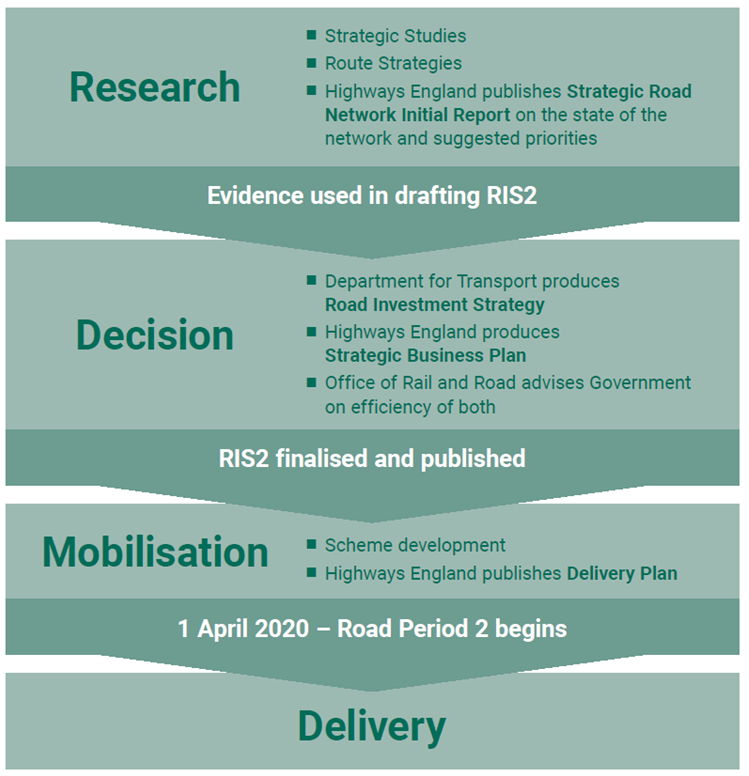 Research
■ Strategic Studies
■ Route Strategies
■ Highways England publishes Strategic Road
Network Initial Report on the state of the
network and suggested priorities
Evidence used in drafting RIS2
Decision
■ Department for Transport produces
Road Investment Strategy
■ Highways England produces
Strategic Business Plan
■ Office of Rail and Road advises Government
on efficiency of both
RIS2 finalised and published
Mobilisation
■ Scheme development
■ Highways England publishes Delivery Plan
1 April 2020 – Road Period 2 begins
Delivery